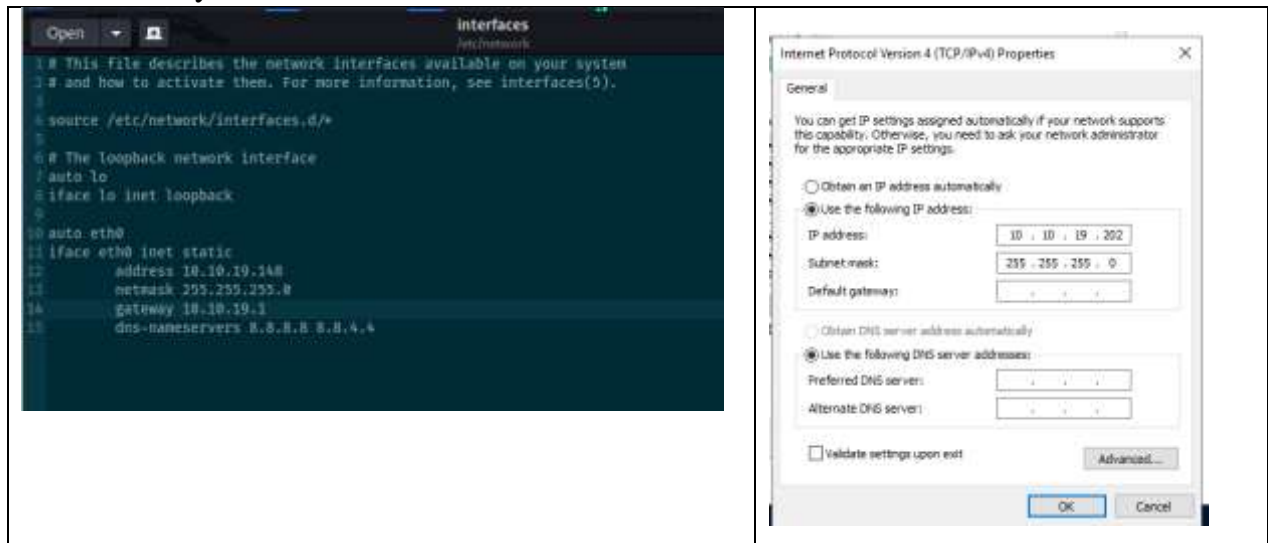 Open
interfaces
/etc/network
1 # This file describes the network interfaces available on your system
2 # and how to activate them. For more information, see interfaces(5).
3
4 source /etc/network/interfaces.d/*
5
6 # The loopback network interface
7 auto lo
8 iface lo inet loopback
9
10 auto eth0
11 iface eth0 inet static
12 address 10.10.19.148
13 netmask 255.255.255.0
14 gateway 10.10.19.1
15 dns-nameservers 8.8.8.8 8.8.4.4
Internet Protocol Version 4 (TCP/IPv4) Properties
General
You can get IP settings assigned automatically if your network supports
this capability. Otherwise, you need to ask your network administrator
for the appropriate IP settings.
Obtain an IP address automatically
Use the following IP address:
IP address: 10 . 10 . 19 . 202
Subnet mask: 255 . 255 . 255 . 0
Default gateway: . . .
Obtain DNS server address automatically
Use the following DNS server addresses:
Preferred DNS server: . . .
Alternate DNS server: . . .
Validate settings upon exit
Advanced...
OK Cancel